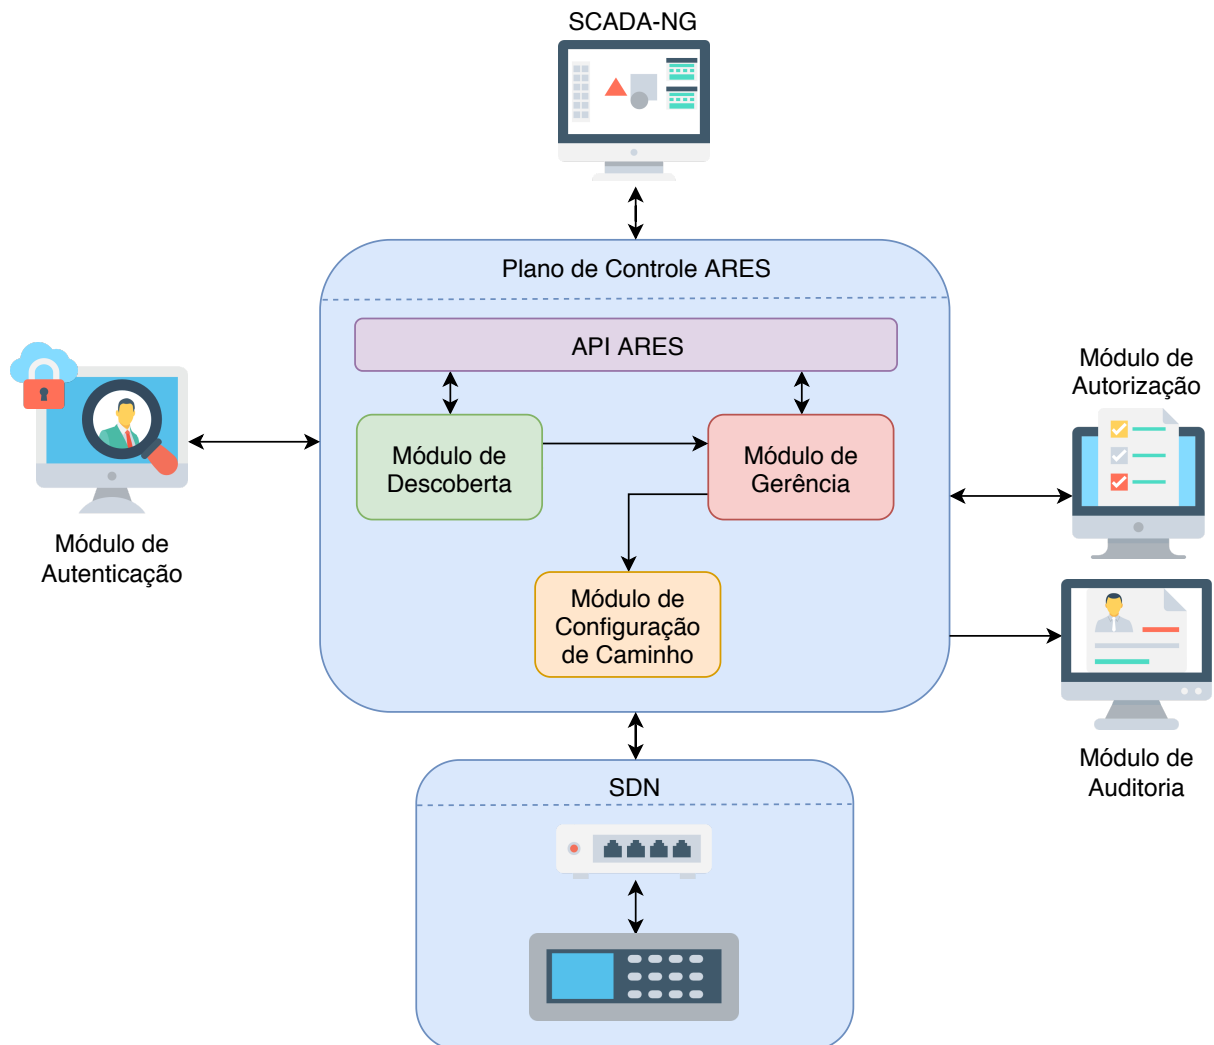 SCADA-NG
Plano de Controle ARES
API ARES
Módulo de
Descoberta
Módulo de
Gerência
Módulo de
Configuração
de Caminho
Módulo de
Autenticação
Módulo de
Autorização
Módulo de
Auditoria
SDN